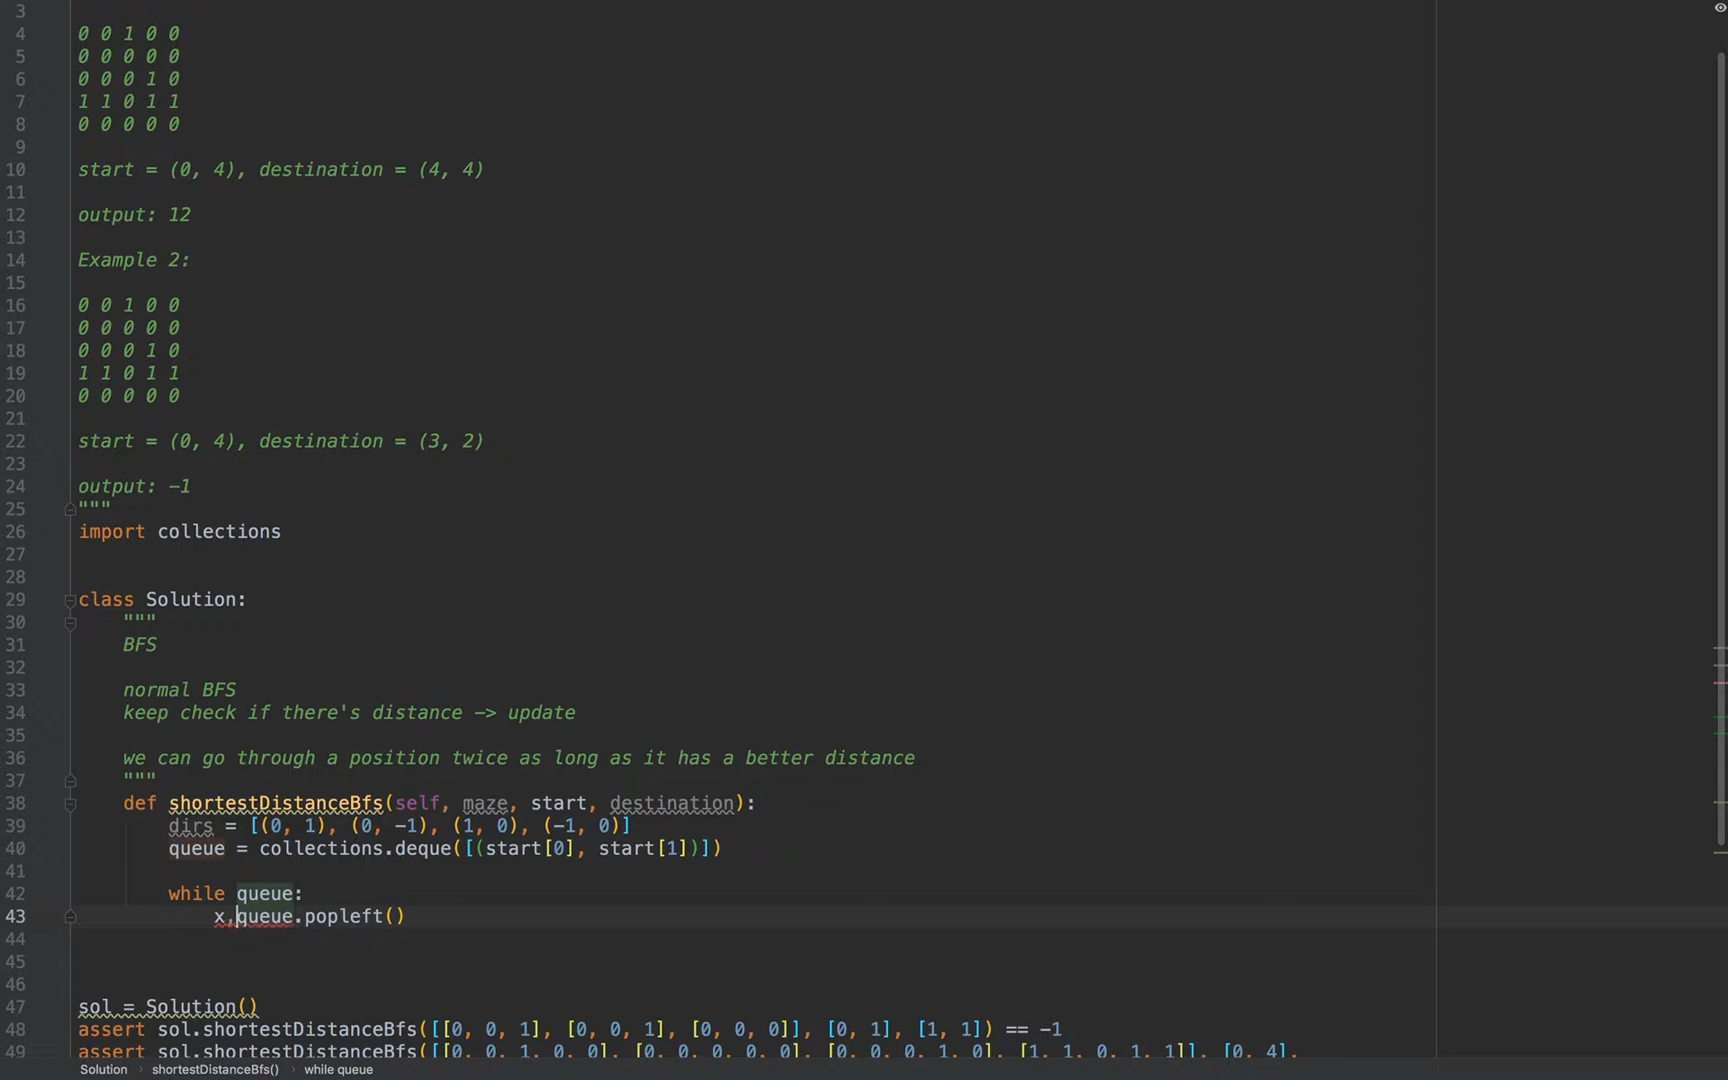 3
4 0 0 1 0 0
5 0 0 0 0 0
6 0 0 0 1 0
7 1 1 0 1 1
8 0 0 0 0 0
9
10 start = (0, 4), destination = (4, 4)
11
12 output: 12
13
14 Example 2:
15
16 0 0 1 0 0
17 0 0 0 0 0
18 0 0 0 1 0
19 1 1 0 1 1
20 0 0 0 0 0
21
22 start = (0, 4), destination = (3, 2)
23
24 output: -1
25 """
26 import collections
27
28
29 class Solution:
30 """
31 BFS
32
33 normal BFS
34 keep check if there's distance -> update
35
36 we can go through a position twice as long as it has a better distance
37 """
38 def shortestDistanceBfs(self, maze, start, destination):
39 dirs = [(0, 1), (0, -1), (1, 0), (-1, 0)]
40 queue = collections.deque([(start[0], start[1])])
41
42 while queue:
43 x,queue.popleft()
44
45
46
47 sol = Solution()
48 assert sol.shortestDistanceBfs([[0, 0, 1], [0, 0, 1], [0, 0, 0]], [0, 1], [1, 1]) == -1
49 assert sol.shortestDistanceBfs([[0, 0, 1, 0, 0], [0, 0, 0, 0, 0], [0, 0, 0, 1, 0], [1, 1, 0, 1, 1]], [0, 4],
Solution shortestDistanceBfs() while queue